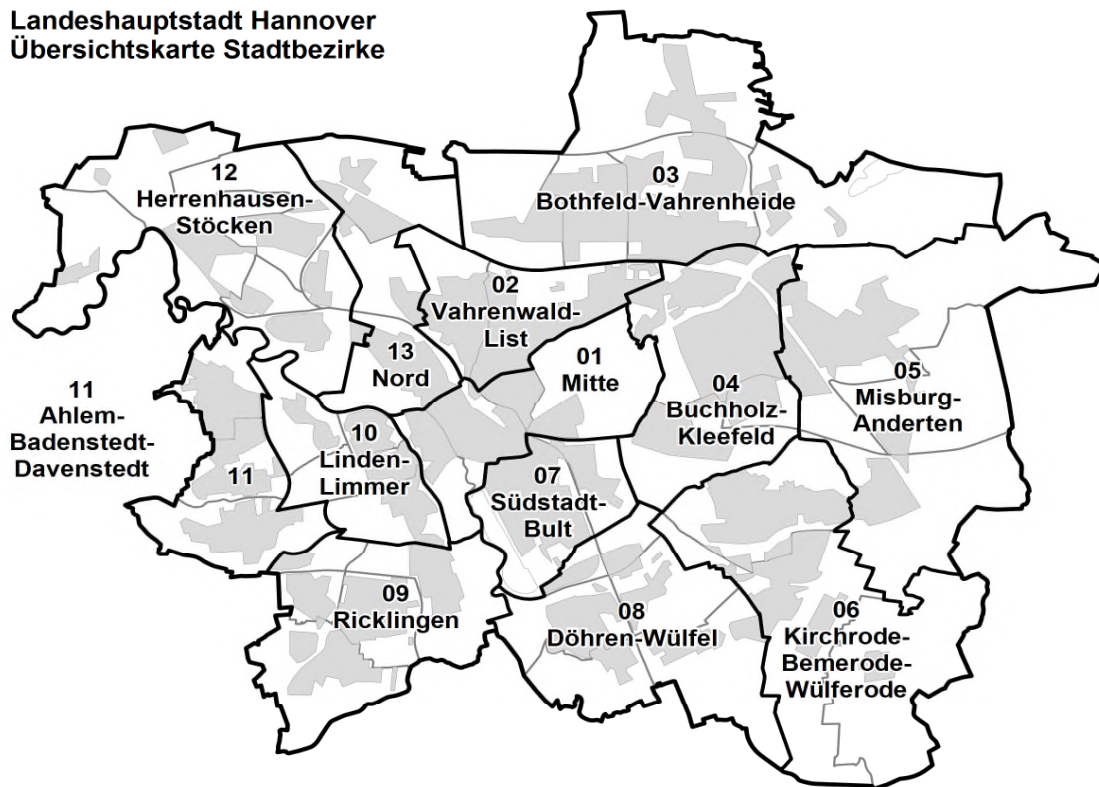 Landeshauptstadt Hannover
Übersichtskarte Stadtbezirke
12
Herrenhausen-
Stöcken
03
Bothfeld-Vahrenheide
02
Vahrenwald-
List
13
Nord
01
Mitte
04
Buchholz-
Kleefeld
05
Misburg-
Anderten
11
Ahlem-
Badenstedt-
Davenstedt
11
10
Linden-
Limmer
07
Südstadt-
Bult
09
Ricklingen
08
Döhren-Wülfel
06
Kirchrode-
Bemerode-
Wülferode